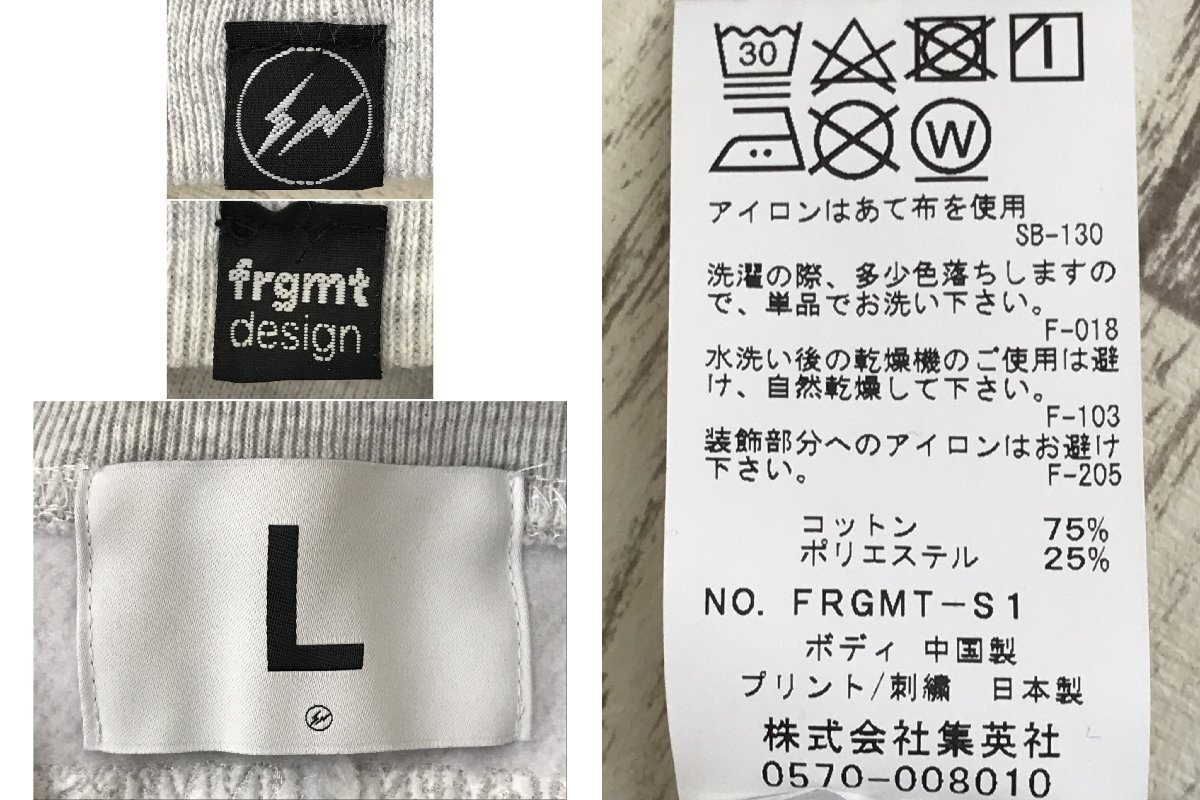 frgmt
design
L
30
W
アイロンはあて布を使用
SB-130
洗濯の際、多少色落ちしますの
で、単品でお洗い下さい。
F-018
水洗い後の乾燥機のご使用は避
け、自然乾燥して下さい。
F-103
装飾部分へのアイロンはお避け
下さい。
F-205
コットン 75%
ポリエステル 25%
NO. FRGMT-S1
ボディ 中国製
プリント/刺繍 日本製
株式会社集英社
0570-008010